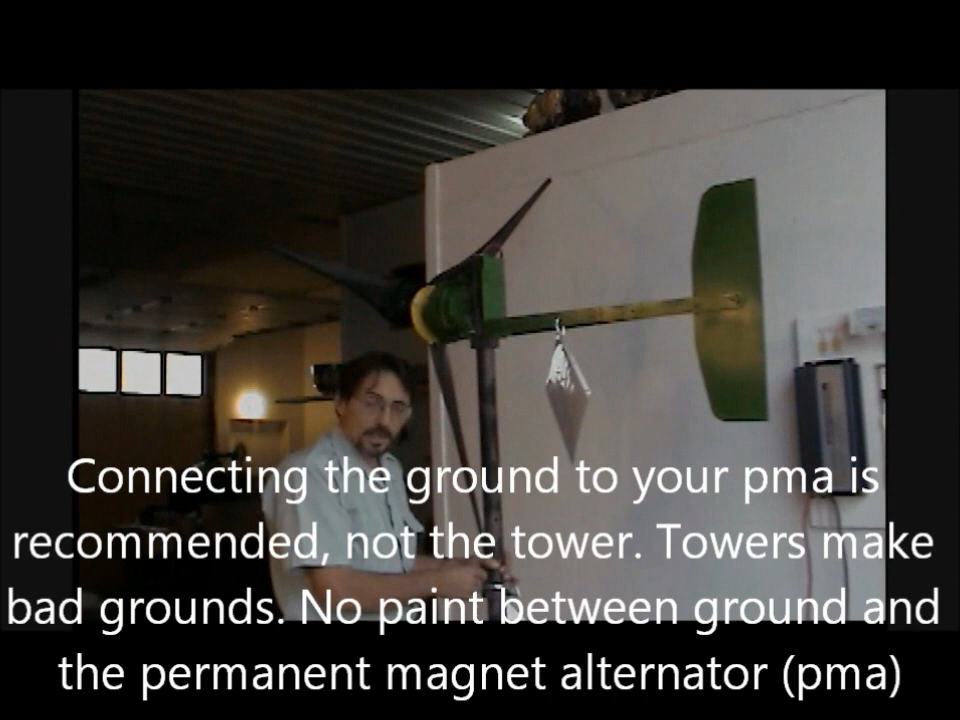 Connecting the ground to your pma is
recommended, not the tower. Towers make
bad grounds. No paint between ground and
the permanent magnet alternator (pma)